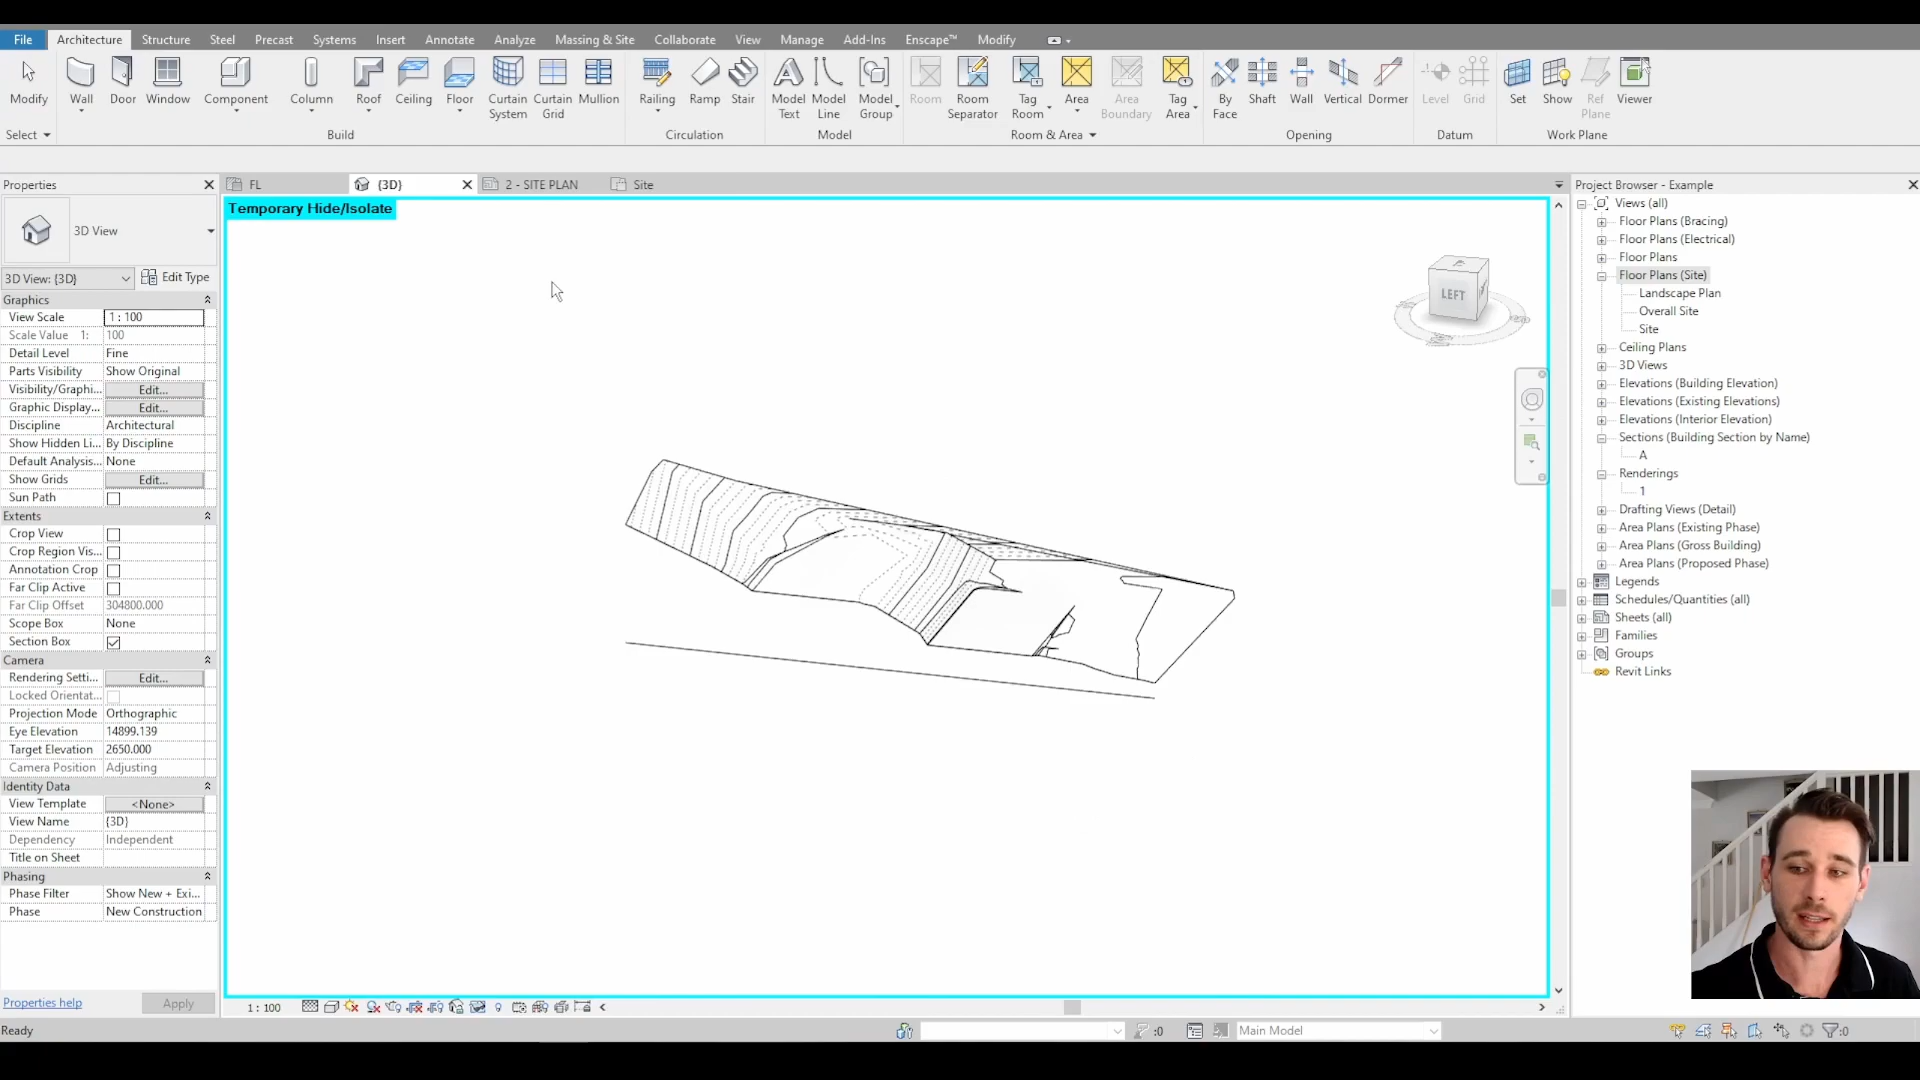 File Architecture Structure Steel Precast Systems Insert Annotate Analyze Massing & Site Collaborate View Manage Add-Ins Enscape™ Modify
Modify Wall Door Window Component Column Roof Ceiling Floor Curtain System Curtain Grid Mullion Railing Ramp Stair Model Text Model Line Model Group Room Room Separator Tag Room Area Area Boundary Tag Area By Face Shaft Wall Vertical Dormer Level Grid Set Show Ref Plane Viewer
Select Build Circulation Model Room & Area Opening Datum Work Plane
Properties
FL
{3D}
2 - SITE PLAN
Site
Project Browser - Example
3D View
3D View: {3D} Edit Type
Graphics
View Scale 1 : 100
Scale Value 1: 100
Detail Level Fine
Parts Visibility Show Original
Visibility/Graphi... Edit...
Graphic Display... Edit...
Discipline Architectural
Show Hidden Li... By Discipline
Default Analysis... None
Show Grids Edit...
Sun Path
Extents
Crop View
Crop Region Vis...
Annotation Crop
Far Clip Active
Far Clip Offset 304800.000
Scope Box None
Section Box
Camera
Rendering Setti... Edit...
Locked Orientat...
Projection Mode Orthographic
Eye Elevation 14899.139
Target Elevation 2650.000
Camera Position Adjusting
Identity Data
View Template <None>
View Name {3D}
Dependency Independent
Title on Sheet
Phasing
Phase Filter Show New + Exi...
Phase New Construction
Properties help Apply
Temporary Hide/Isolate
LEFT
1 : 100
Views (all)
Floor Plans (Bracing)
Floor Plans (Electrical)
Floor Plans
Floor Plans (Site)
Landscape Plan
Overall Site
Site
Ceiling Plans
3D Views
Elevations (Building Elevation)
Elevations (Existing Elevations)
Elevations (Interior Elevation)
Sections (Building Section by Name)
A
Renderings
1
Drafting Views (Detail)
Area Plans (Existing Phase)
Area Plans (Gross Building)
Area Plans (Proposed Phase)
Legends
Schedules/Quantities (all)
Sheets (all)
Families
Groups
Revit Links
Ready
:0
Main Model
:0